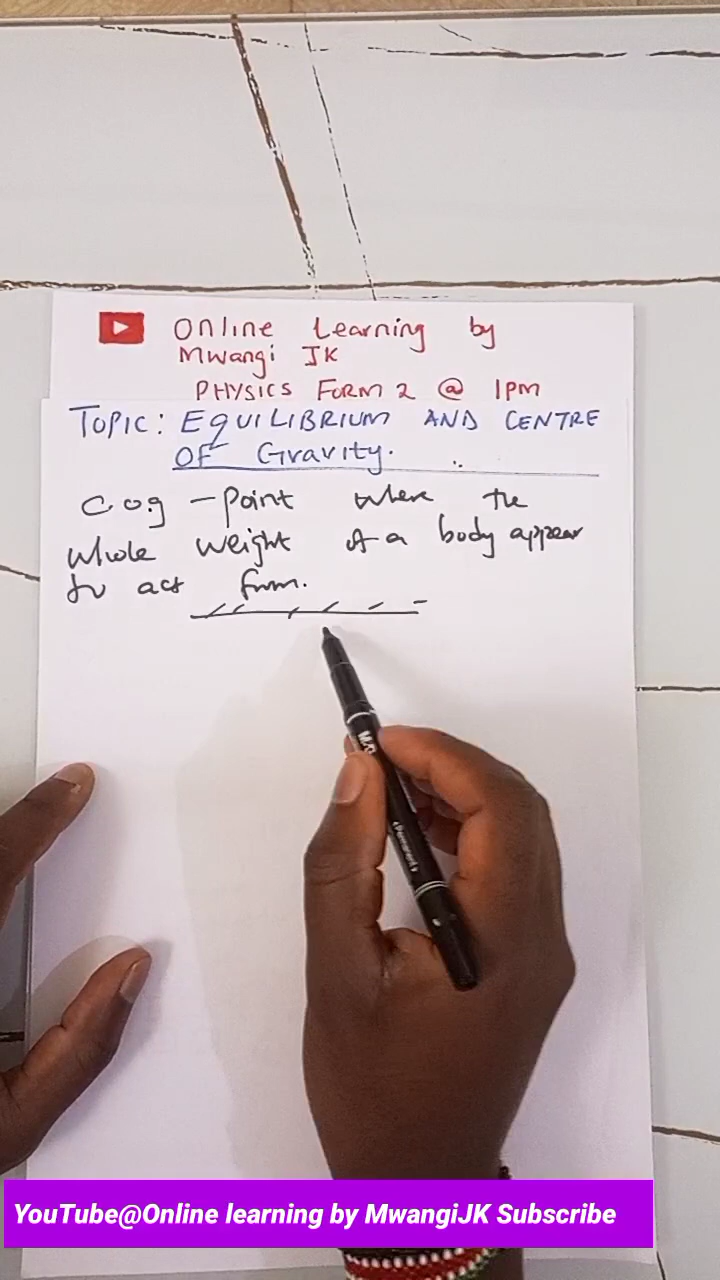 Online Learning by
Mwangi JK
PHYSICS FORM 2 @ 1PM
TOPIC: EQUILIBRIUM AND CENTRE
OF Gravity.
C.O.g - Point where the
whole weight of a body appear
to act from.
Permanent
YouTube@Online learning by MwangiJK Subscribe